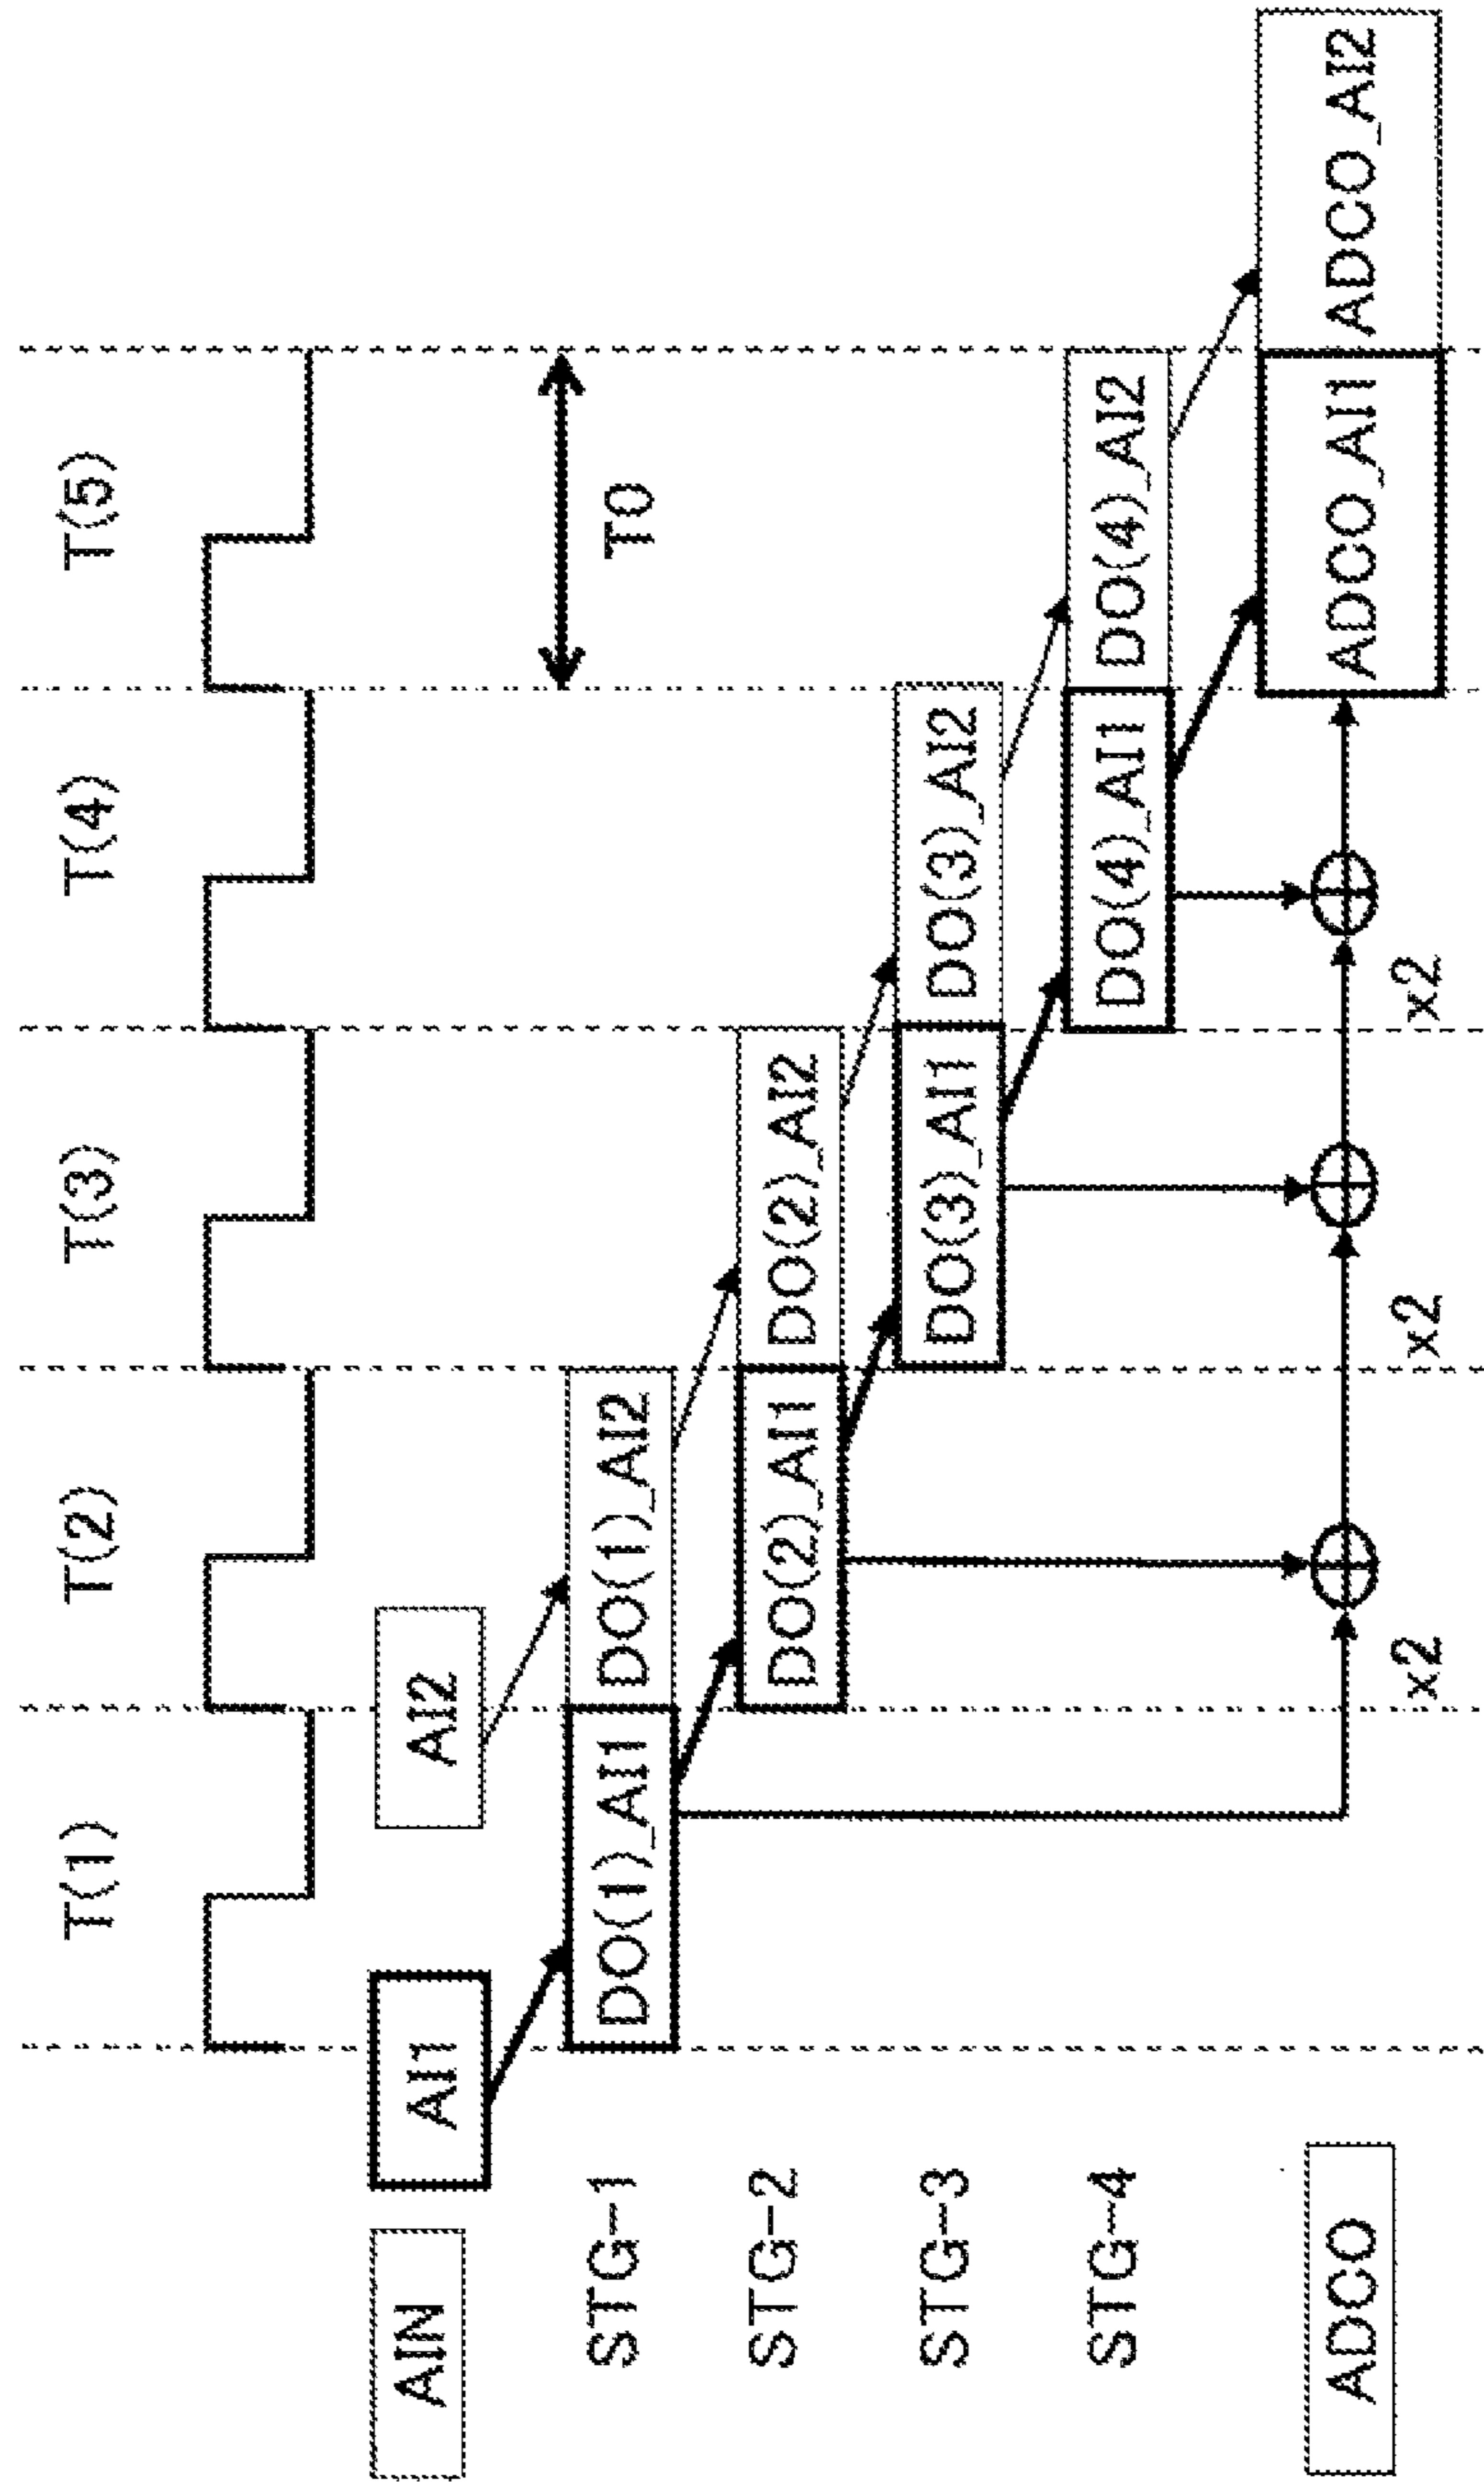 T(1) T(2) T(3) T(4) T(5)
AIN AI1 AI2
T0
STG-1 DO(1)_AI1 DO(1)_AI2
STG-2 DO(2)_AI1 DO(2)_AI2
STG-3 DO(3)_AI1 DO(3)_AI2
STG-4 DO(4)_AI1 DO(4)_AI2
ADCO ADCO_AI1 ADCO_AI2
x2 x2 x2